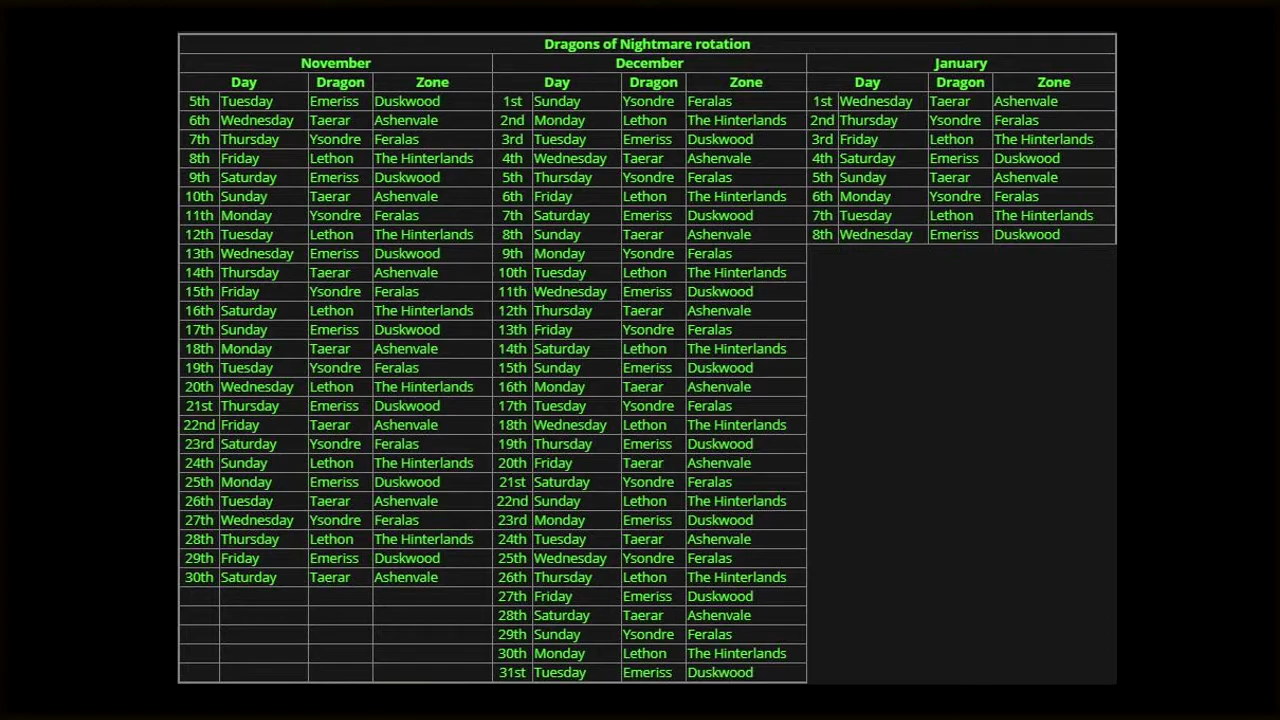 Dragons of Nightmare rotation
November December January
Day Dragon Zone Day Dragon Zone Day Dragon Zone
5th Tuesday Emeriss Duskwood 1st Sunday Ysondre Feralas 1st Wednesday Taerar Ashenvale
6th Wednesday Taerar Ashenvale 2nd Monday Lethon The Hinterlands 2nd Thursday Ysondre Feralas
7th Thursday Ysondre Feralas 3rd Tuesday Emeriss Duskwood 3rd Friday Lethon The Hinterlands
8th Friday Lethon The Hinterlands 4th Wednesday Taerar Ashenvale 4th Saturday Emeriss Duskwood
9th Saturday Emeriss Duskwood 5th Thursday Ysondre Feralas 5th Sunday Taerar Ashenvale
10th Sunday Taerar Ashenvale 6th Friday Lethon The Hinterlands 6th Monday Ysondre Feralas
11th Monday Ysondre Feralas 7th Saturday Emeriss Duskwood 7th Tuesday Lethon The Hinterlands
12th Tuesday Lethon The Hinterlands 8th Sunday Taerar Ashenvale 8th Wednesday Emeriss Duskwood
13th Wednesday Emeriss Duskwood 9th Monday Ysondre Feralas
14th Thursday Taerar Ashenvale 10th Tuesday Lethon The Hinterlands
15th Friday Ysondre Feralas 11th Wednesday Emeriss Duskwood
16th Saturday Lethon The Hinterlands 12th Thursday Taerar Ashenvale
17th Sunday Emeriss Duskwood 13th Friday Ysondre Feralas
18th Monday Taerar Ashenvale 14th Saturday Lethon The Hinterlands
19th Tuesday Ysondre Feralas 15th Sunday Emeriss Duskwood
20th Wednesday Lethon The Hinterlands 16th Monday Taerar Ashenvale
21st Thursday Emeriss Duskwood 17th Tuesday Ysondre Feralas
22nd Friday Taerar Ashenvale 18th Wednesday Lethon The Hinterlands
23rd Saturday Ysondre Feralas 19th Thursday Emeriss Duskwood
24th Sunday Lethon The Hinterlands 20th Friday Taerar Ashenvale
25th Monday Emeriss Duskwood 21st Saturday Ysondre Feralas
26th Tuesday Taerar Ashenvale 22nd Sunday Lethon The Hinterlands
27th Wednesday Ysondre Feralas 23rd Monday Emeriss Duskwood
28th Thursday Lethon The Hinterlands 24th Tuesday Taerar Ashenvale
29th Friday Emeriss Duskwood 25th Wednesday Ysondre Feralas
30th Saturday Taerar Ashenvale 26th Thursday Lethon The Hinterlands
27th Friday Emeriss Duskwood
28th Saturday Taerar Ashenvale
29th Sunday Ysondre Feralas
30th Monday Lethon The Hinterlands
31st Tuesday Emeriss Duskwood